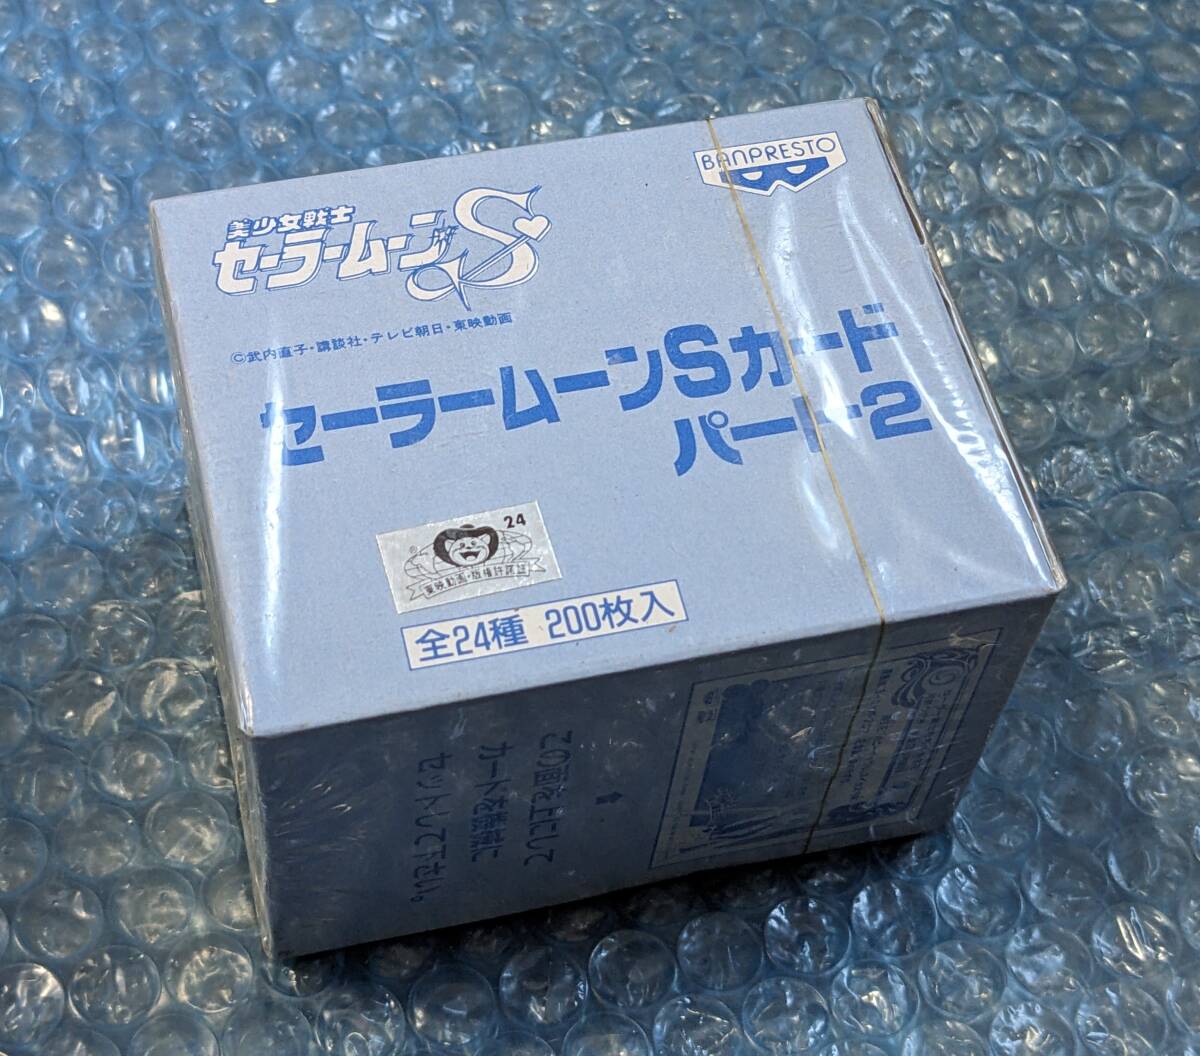 BANPRESTO
美少女戦士
セーラームーンS
©武内直子・講談社・テレビ朝日・東映動画
セーラームーンSカード
パート2
24
東映動画・版権許諾証
全24種 200枚入
この面を上にして
カードを機械に
セットして下さい。